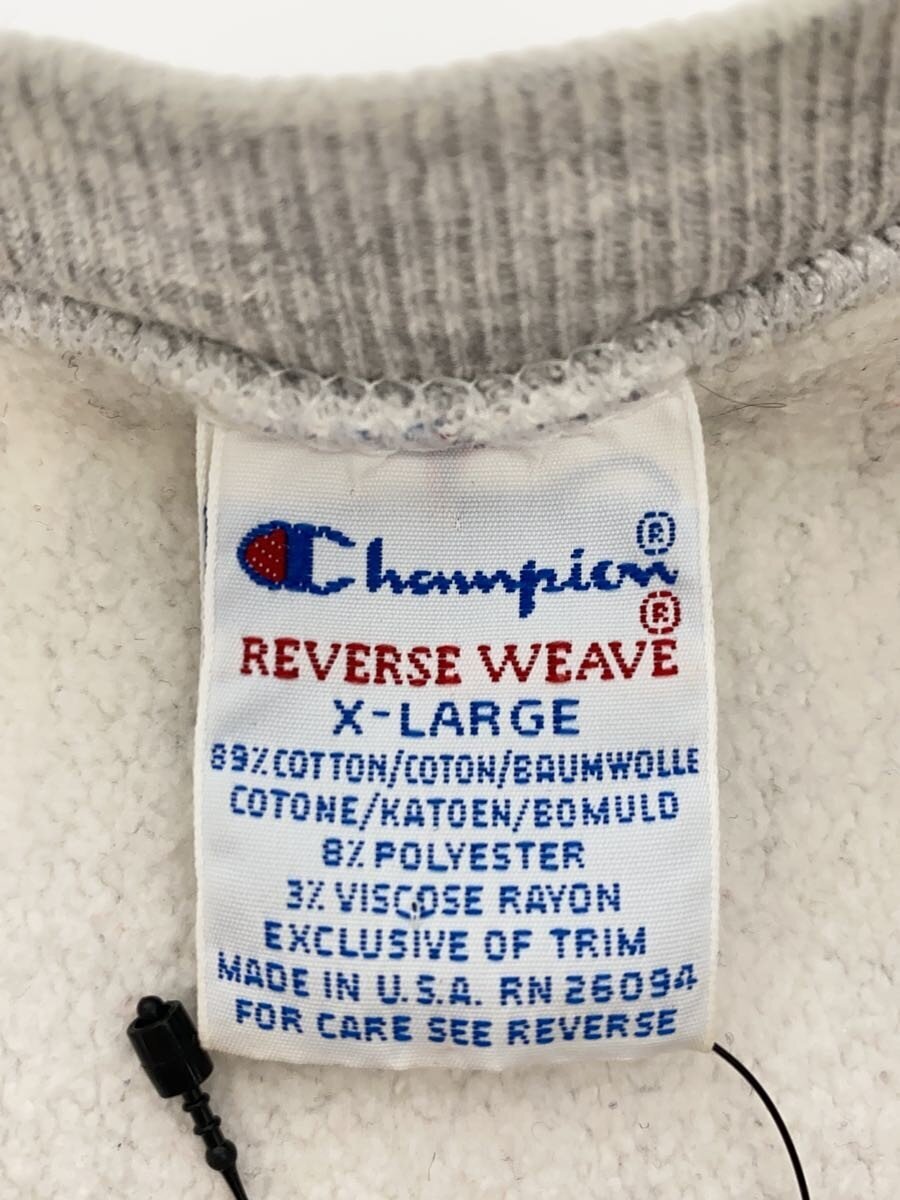 Champion®
REVERSE WEAVE®
X-LARGE
89% COTTON/COTON/BAUMWOLLE
COTONE/KATOEN/BOMULD
8% POLYESTER
3% VISCOSE RAYON
EXCLUSIVE OF TRIM
MADE IN U.S.A. RN 26094
FOR CARE SEE REVERSE